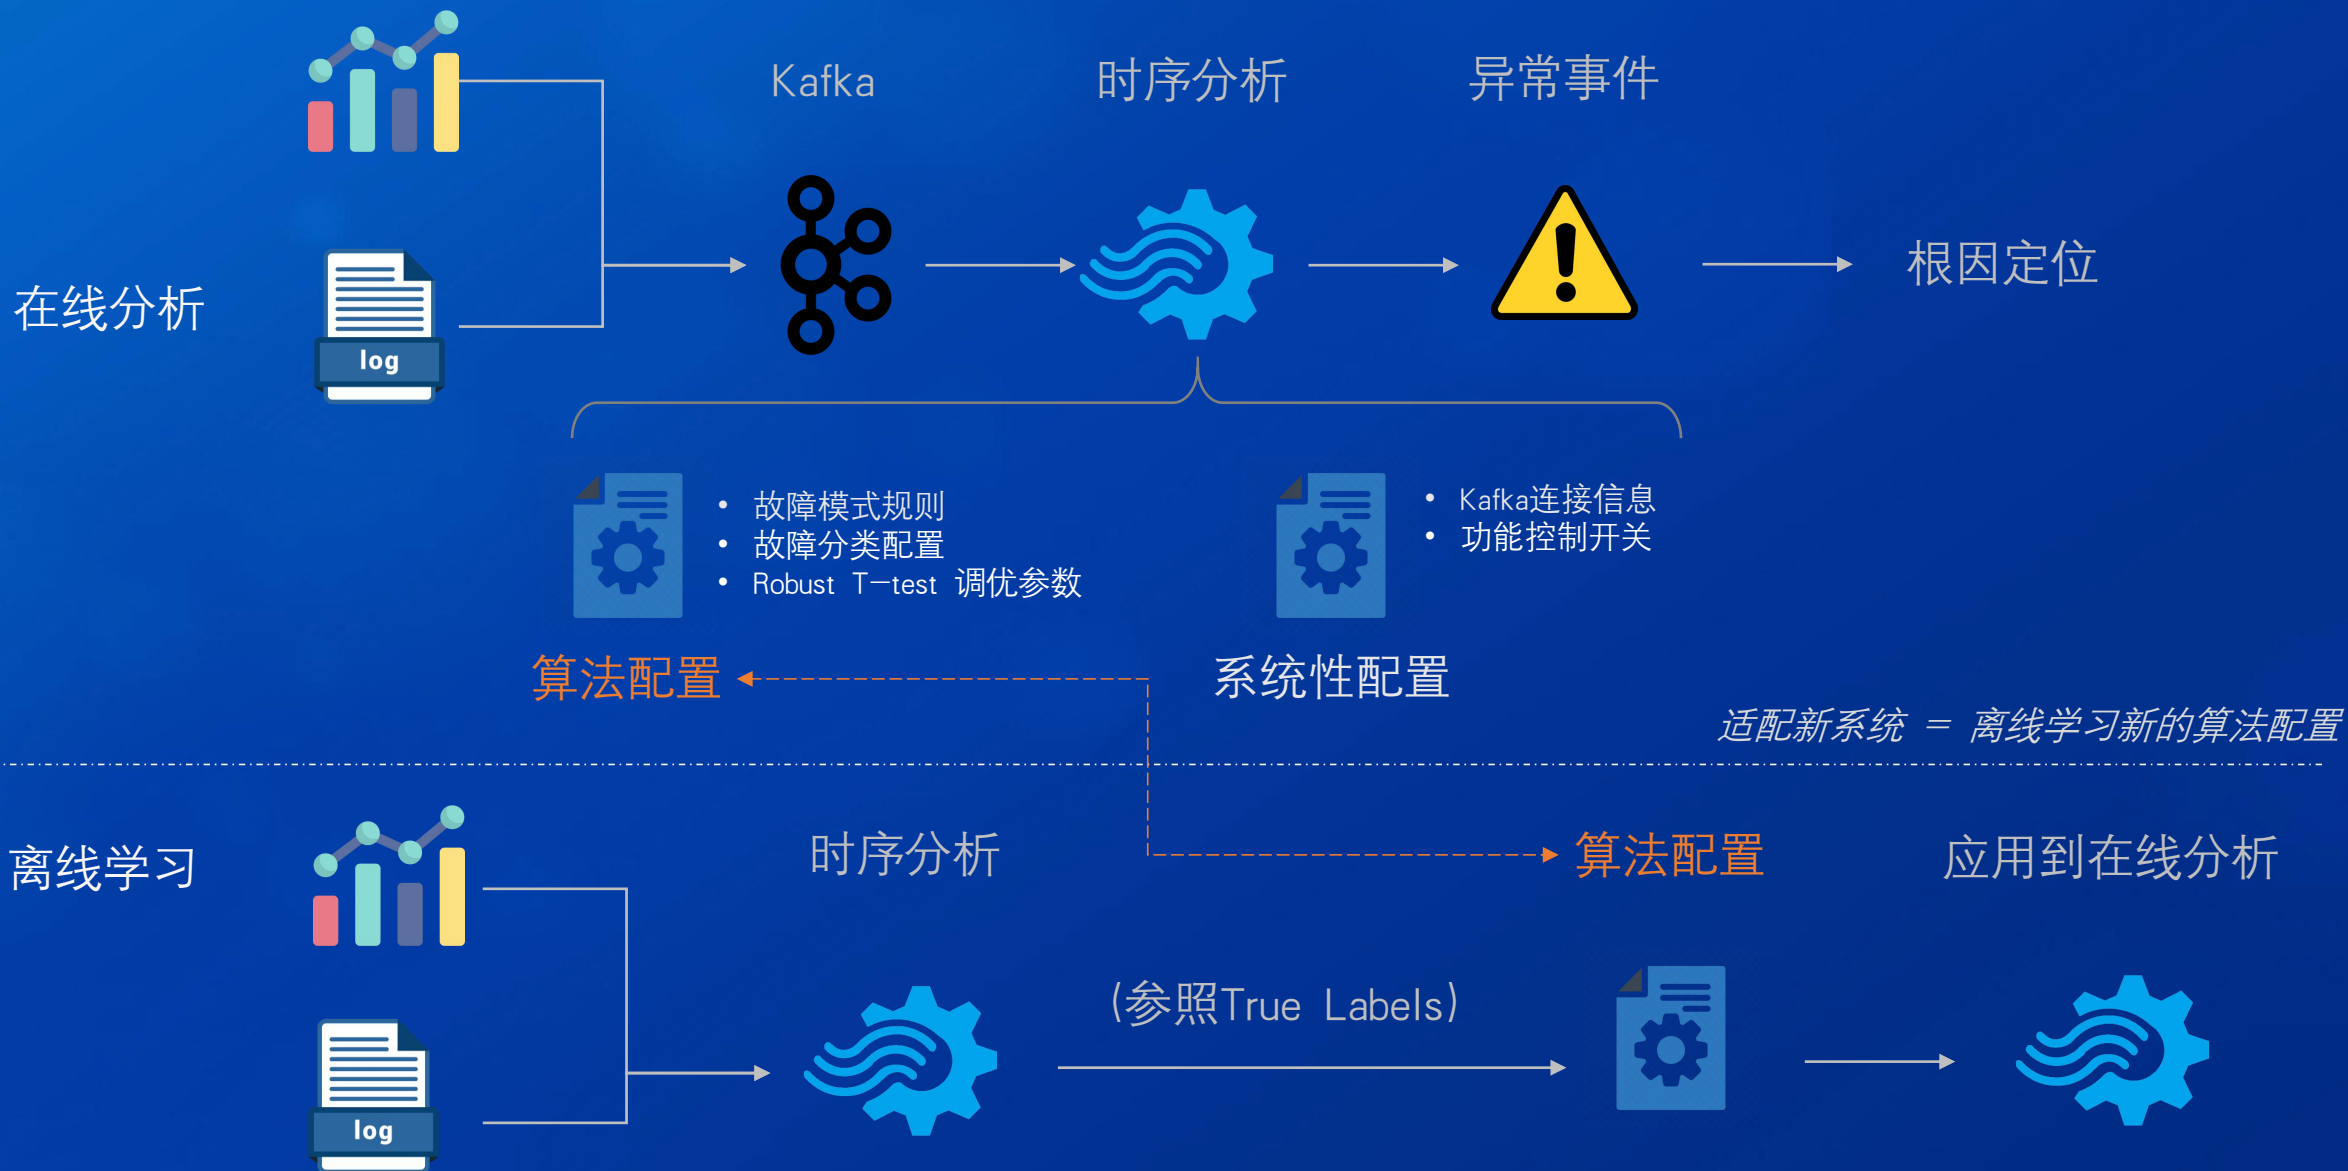 Kafka
时序分析
异常事件
在线分析
log
根因定位
• 故障模式规则
• 故障分类配置
• Robust T-test 调优参数
• Kafka连接信息
• 功能控制开关
算法配置
系统性配置
适配新系统 = 离线学习新的算法配置
离线学习
时序分析
算法配置
应用到在线分析
(参照True Labels)
log